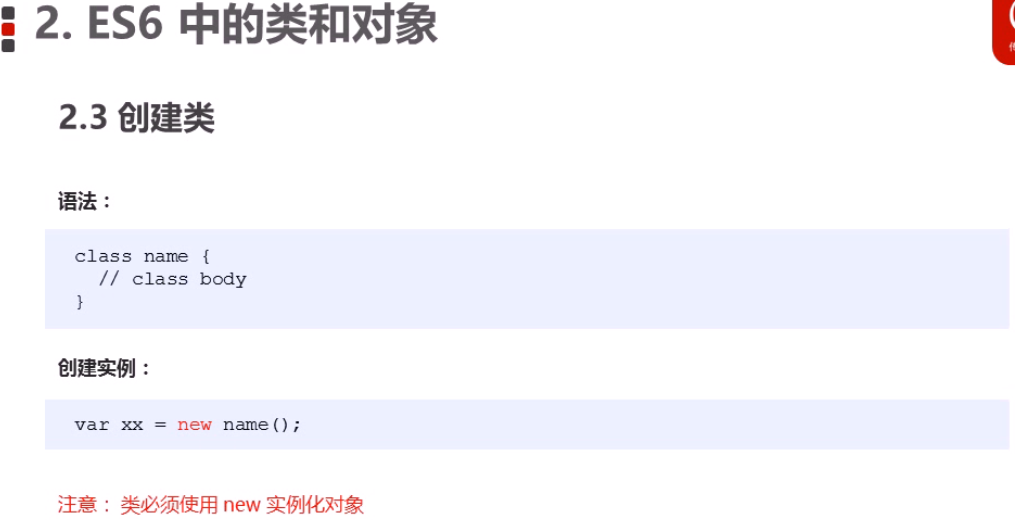 2. ES6 中的类和对象
2.3 创建类
语法：
class name {
  // class body
}
创建实例：
var xx = new name();
注意： 类必须使用 new 实例化对象